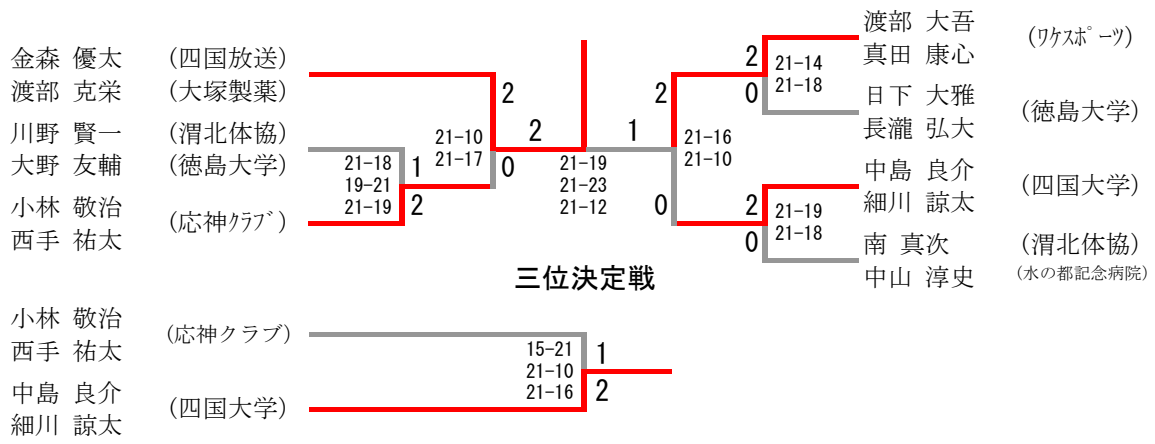 金森 優太 (四国放送)
渡部 克栄 (大塚製薬)
川野 賢一 (渭北体協)
大野 友輔 (徳島大学)
小林 敬治
西手 祐太
(応神ｸﾗﾌﾞ)
21-18
19-21
21-19
1
2
21-10
21-17
2
0
2
21-19
21-23
21-12
1
2
0
21-16
21-10
2
0
21-14
21-18
2
0
21-19
21-18
渡部 大吾
真田 康心
(ﾜｹｽﾎﾟｰﾂ)
日下 大雅
長瀧 弘大
(徳島大学)
中島 良介
細川 諒太
(四国大学)
南 真次 (渭北体協)
中山 淳史 (水の都記念病院)
三位決定戦
小林 敬治
西手 祐太
(応神クラブ)
中島 良介
細川 諒太
(四国大学)
15-21
21-10
21-16
1
2